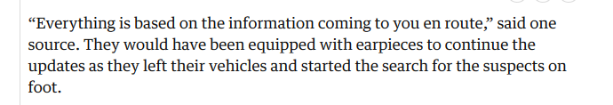 “Everything is based on the information coming to you en route,” said one
source. They would have been equipped with earpieces to continue the
updates as they left their vehicles and started the search for the suspects on
foot.